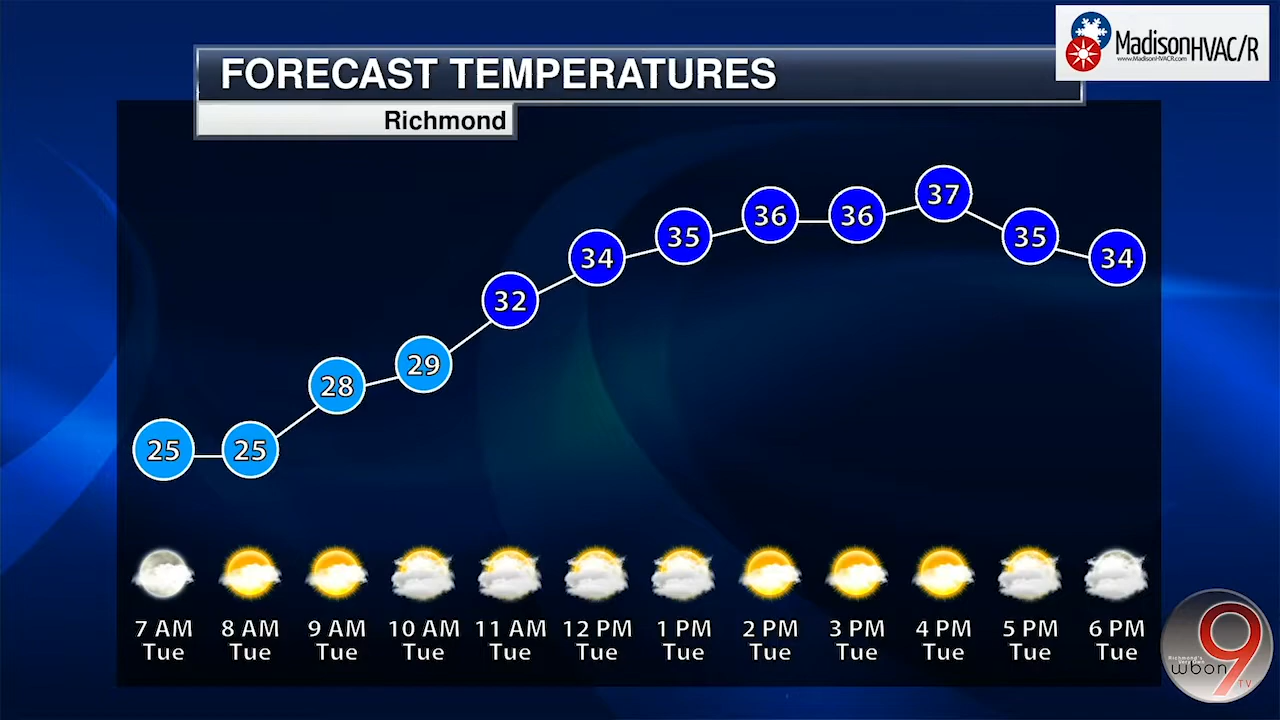 MadisonHVAC/R
www.MadisonHVACR.com
FORECAST TEMPERATURES
Richmond
25 25 28 29 32 34 35 36 36 37 35 34
7 AM 8 AM 9 AM 10 AM 11 AM 12 PM 1 PM 2 PM 3 PM 4 PM 5 PM 6 PM
Tue Tue Tue Tue Tue Tue Tue Tue Tue Tue Tue Tue
Richmond's
Very Own
wbon 9
TV